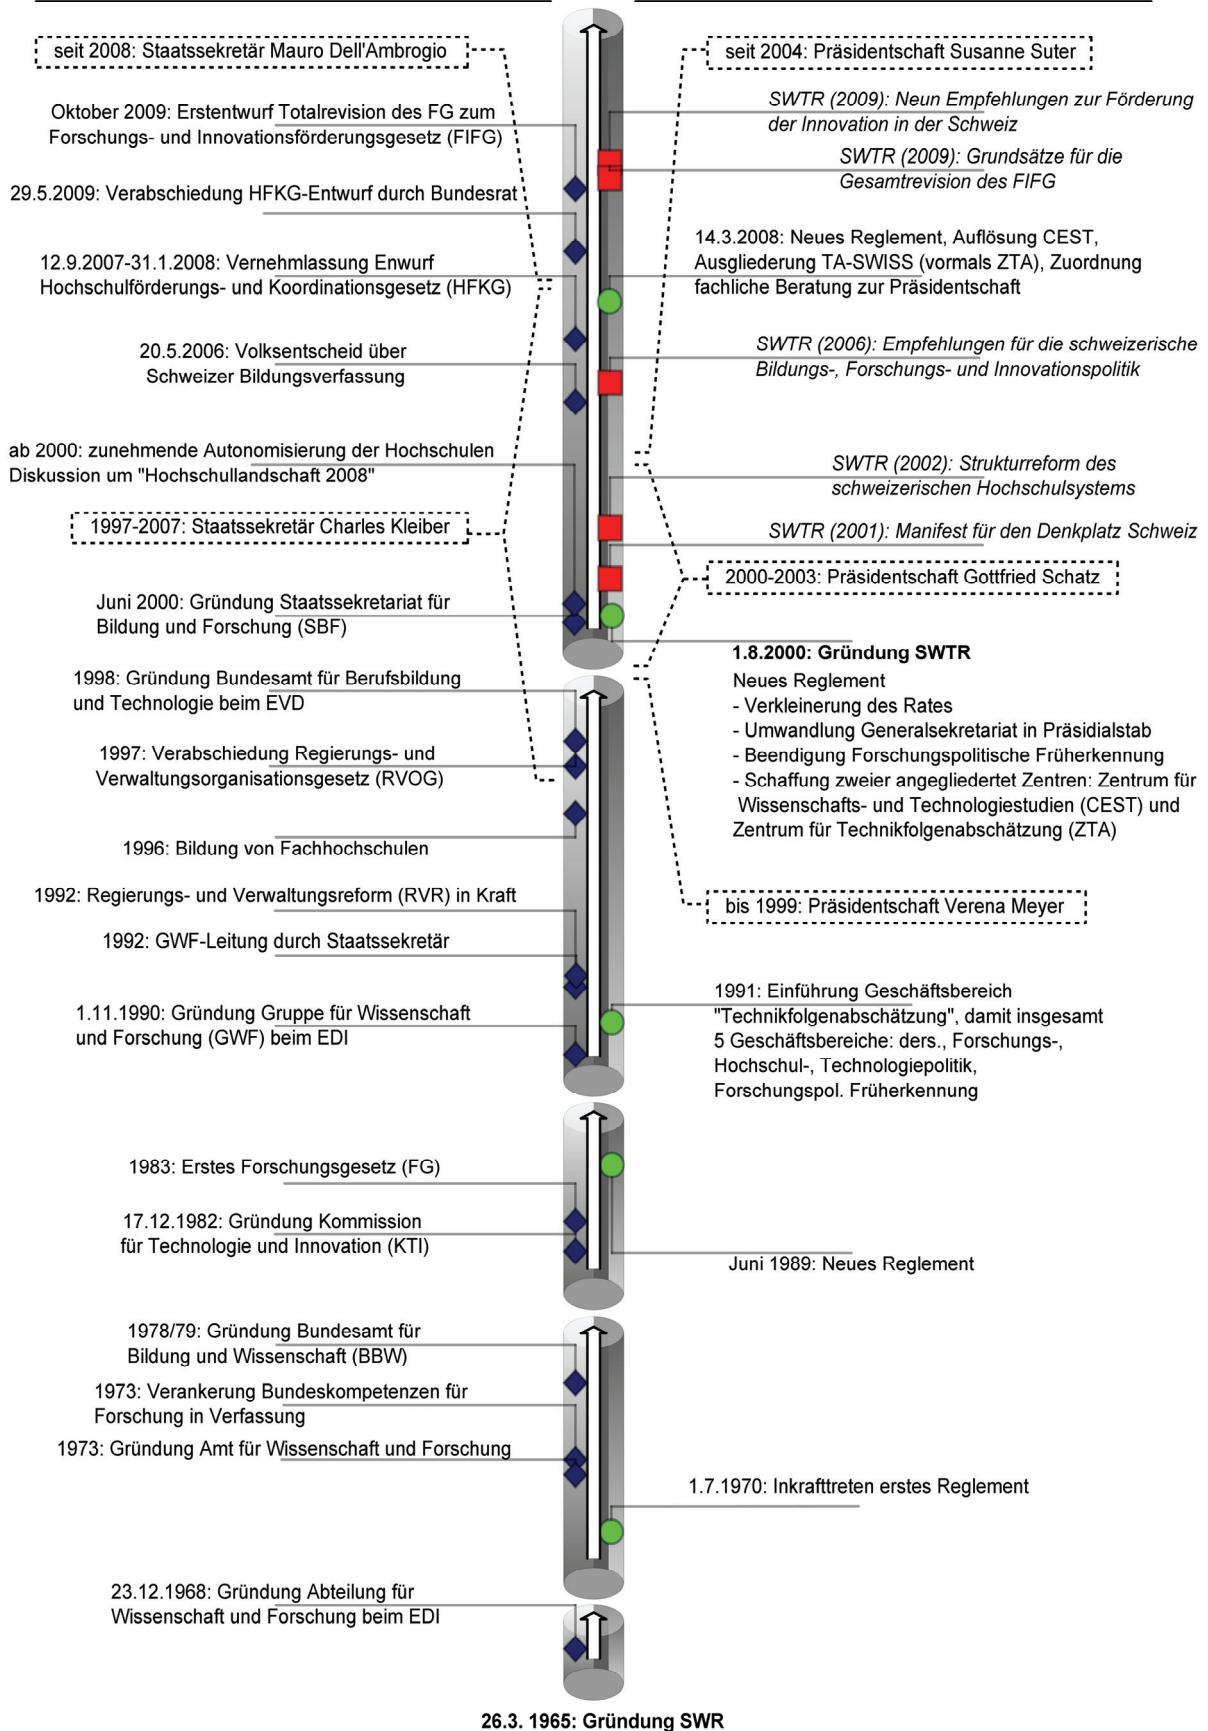 seit 2008: Staatssekretär Mauro Dell'Ambrogio
Oktober 2009: Erstentwurf Totalrevision des FG zum
Forschungs- und Innovationsförderungsgesetz (FIFG)
29.5.2009: Verabschiedung HFKG-Entwurf durch Bundesrat
12.9.2007-31.1.2008: Vernehmlassung Enwurf
Hochschulförderungs- und Koordinationsgesetz (HFKG)
20.5.2006: Volksentscheid über
Schweizer Bildungsverfassung
ab 2000: zunehmende Autonomisierung der Hochschulen
Diskussion um "Hochschullandschaft 2008"
1997-2007: Staatssekretär Charles Kleiber
Juni 2000: Gründung Staatssekretariat für
Bildung und Forschung (SBF)
1998: Gründung Bundesamt für Berufsbildung
und Technologie beim EVD
1997: Verabschiedung Regierungs- und
Verwaltungsorganisationsgesetz (RVOG)
1996: Bildung von Fachhochschulen
1992: Regierungs- und Verwaltungsreform (RVR) in Kraft
1992: GWF-Leitung durch Staatssekretär
1.11.1990: Gründung Gruppe für Wissenschaft
und Forschung (GWF) beim EDI
1983: Erstes Forschungsgesetz (FG)
17.12.1982: Gründung Kommission
für Technologie und Innovation (KTI)
1978/79: Gründung Bundesamt für
Bildung und Wissenschaft (BBW)
1973: Verankerung Bundeskompetenzen für
Forschung in Verfassung
1973: Gründung Amt für Wissenschaft und Forschung
23.12.1968: Gründung Abteilung für
Wissenschaft und Forschung beim EDI
seit 2004: Präsidentschaft Susanne Suter
SWTR (2009): Neun Empfehlungen zur Förderung
der Innovation in der Schweiz
SWTR (2009): Grundsätze für die
Gesamtrevision des FIFG
14.3.2008: Neues Reglement, Auflösung CEST,
Ausgliederung TA-SWISS (vormals ZTA), Zuordnung
fachliche Beratung zur Präsidentschaft
SWTR (2006): Empfehlungen für die schweizerische
Bildungs-, Forschungs- und Innovationspolitik
SWTR (2002): Strukturreform des
schweizerischen Hochschulsystems
SWTR (2001): Manifest für den Denkplatz Schweiz
2000-2003: Präsidentschaft Gottfried Schatz
1.8.2000: Gründung SWTR
Neues Reglement
- Verkleinerung des Rates
- Umwandlung Generalsekretariat in Präsidialstab
- Beendigung Forschungspolitische Früherkennung
- Schaffung zweier angegliedertet Zentren: Zentrum für
Wissenschafts- und Technologiestudien (CEST) und
Zentrum für Technikfolgenabschätzung (ZTA)
bis 1999: Präsidentschaft Verena Meyer
1991: Einführung Geschäftsbereich
"Technikfolgenabschätzung", damit insgesamt
5 Geschäftsbereiche: ders., Forschungs-,
Hochschul-, Technologiepolitik,
Forschungspol. Früherkennung
Juni 1989: Neues Reglement
1.7.1970: Inkrafttreten erstes Reglement
26.3. 1965: Gründung SWR